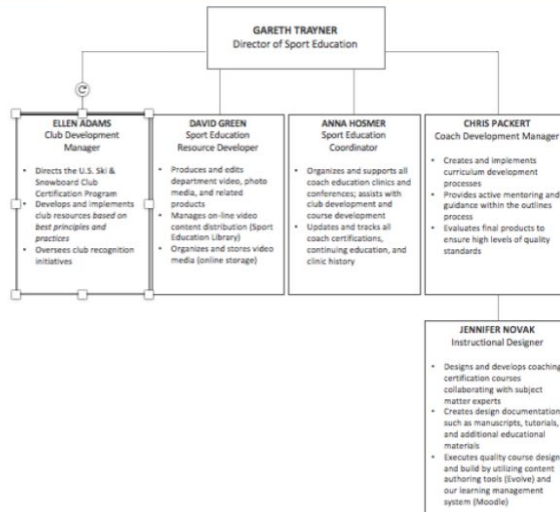 GARETH TRAYNER
Director of Sport Education
ELLEN ADAMS
Club Development
Manager
• Directs the U.S. Ski &
Snowboard Club
Certification Program
• Develops and implements
club resources based on
best principles and
practices
• Oversees club recognition
initiatives
DAVID GREEN
Sport Education
Resource Developer
• Produces and edits
department video, photo
media, and related
products
• Manages on-line video
content distribution (Sport
Education Library)
• Organizes and stores video
media (online storage)
ANNA HOSMER
Sport Education
Coordinator
• Organizes and supports all
coach education clinics and
conferences; assists with
club development and
course development
• Updates and tracks all
coach certifications,
continuing education, and
clinic history
CHRIS PACKERT
Coach Development Manager
• Creates and implements
curriculum development
processes
• Provides active mentoring and
guidance within the outlines
process
• Evaluates final products to
ensure high levels of quality
standards
JENNIFER NOVAK
Instructional Designer
• Designs and develops coaching
certification courses
collaborating with subject
matter experts
• Creates design documentation
such as manuscripts, tutorials,
and additional educational
materials
• Executes quality course design
and build by utilizing content
authoring tools (Evolve) and
our learning management
system (Moodle)